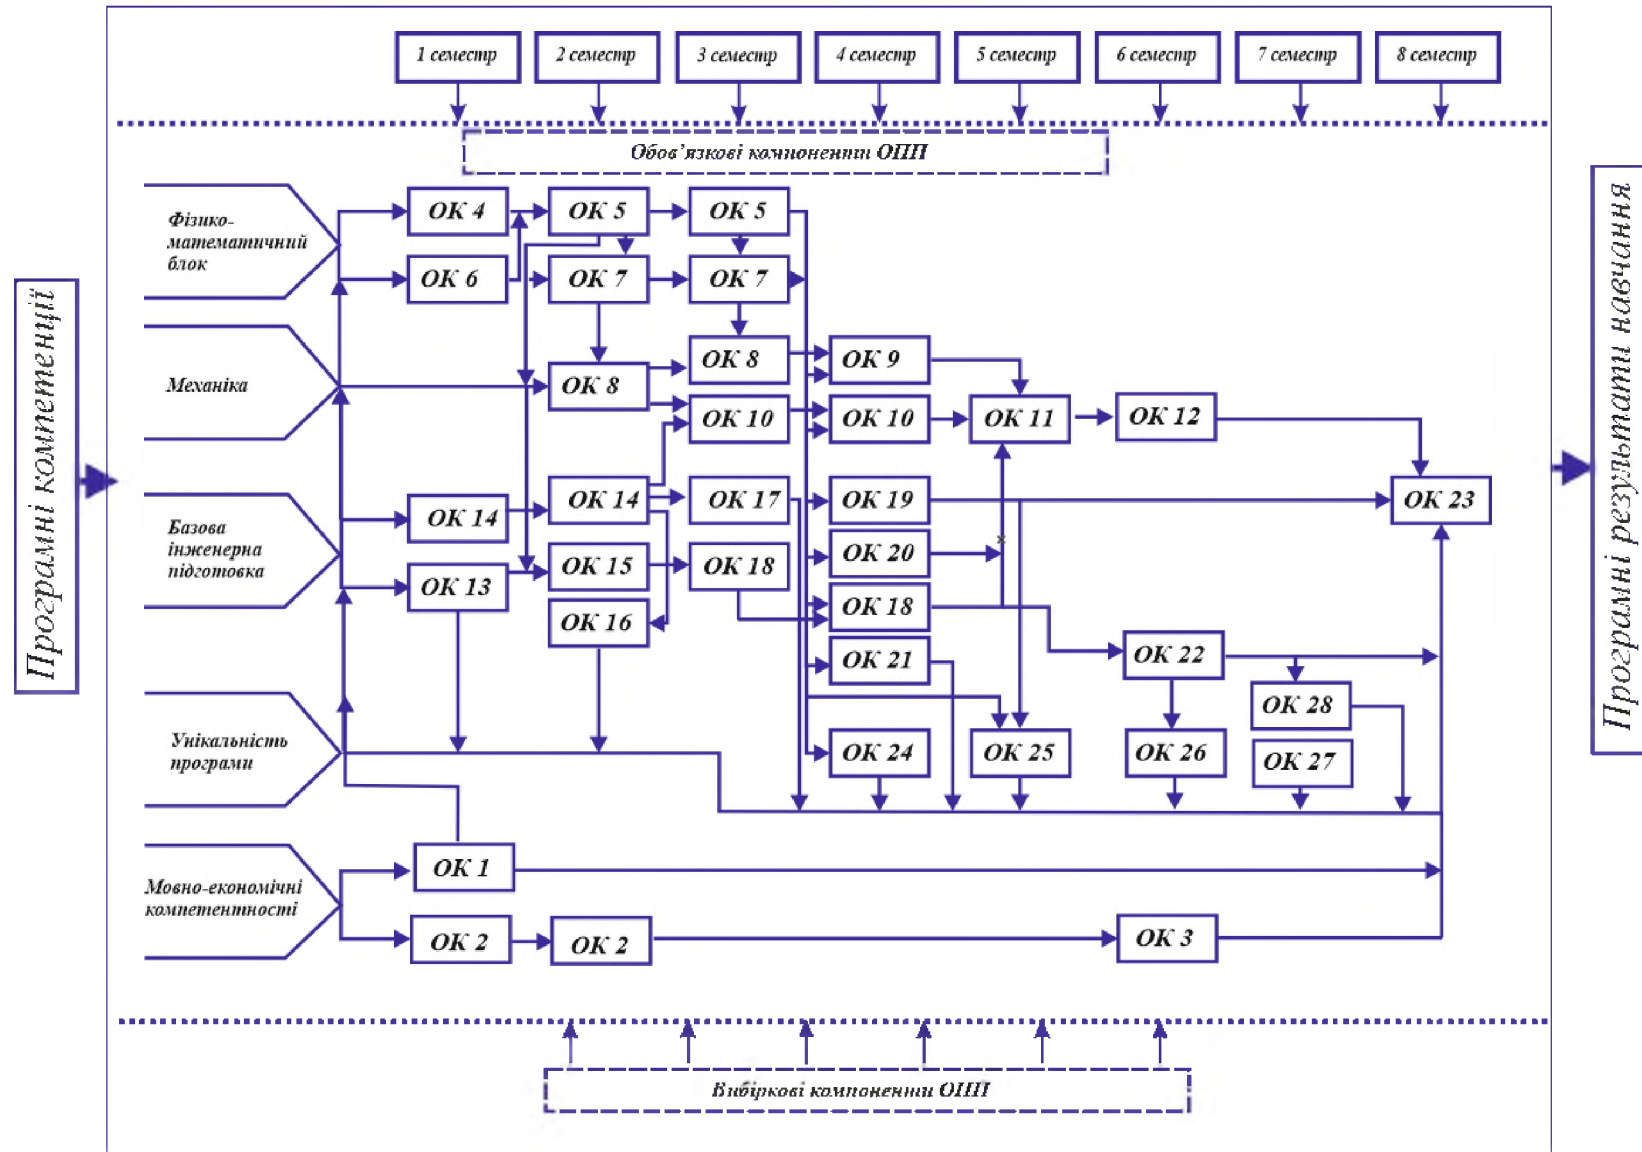 1 семестр
2 семестр
3 семестр
4 семестр
5 семестр
6 семестр
7 семестр
8 семестр
Обов’язкові компоненти ОПП
Програмні компетенції
Програмні результати навчання
Фізико-
математичний
блок
ОК 4
ОК 5
ОК 5
ОК 6
ОК 7
ОК 7
Механіка
ОК 8
ОК 8
ОК 9
ОК 10
ОК 10
ОК 11
ОК 12
Базова
інженерна
підготовка
ОК 14
ОК 14
ОК 17
ОК 19
ОК 23
ОК 13
ОК 15
ОК 18
ОК 20
ОК 16
ОК 18
ОК 21
ОК 22
ОК 28
Унікальність
програми
ОК 24
ОК 25
ОК 26
ОК 27
Мовно-економічні
компетентності
ОК 1
ОК 2
ОК 2
ОК 3
Вибіркові компоненти ОПП